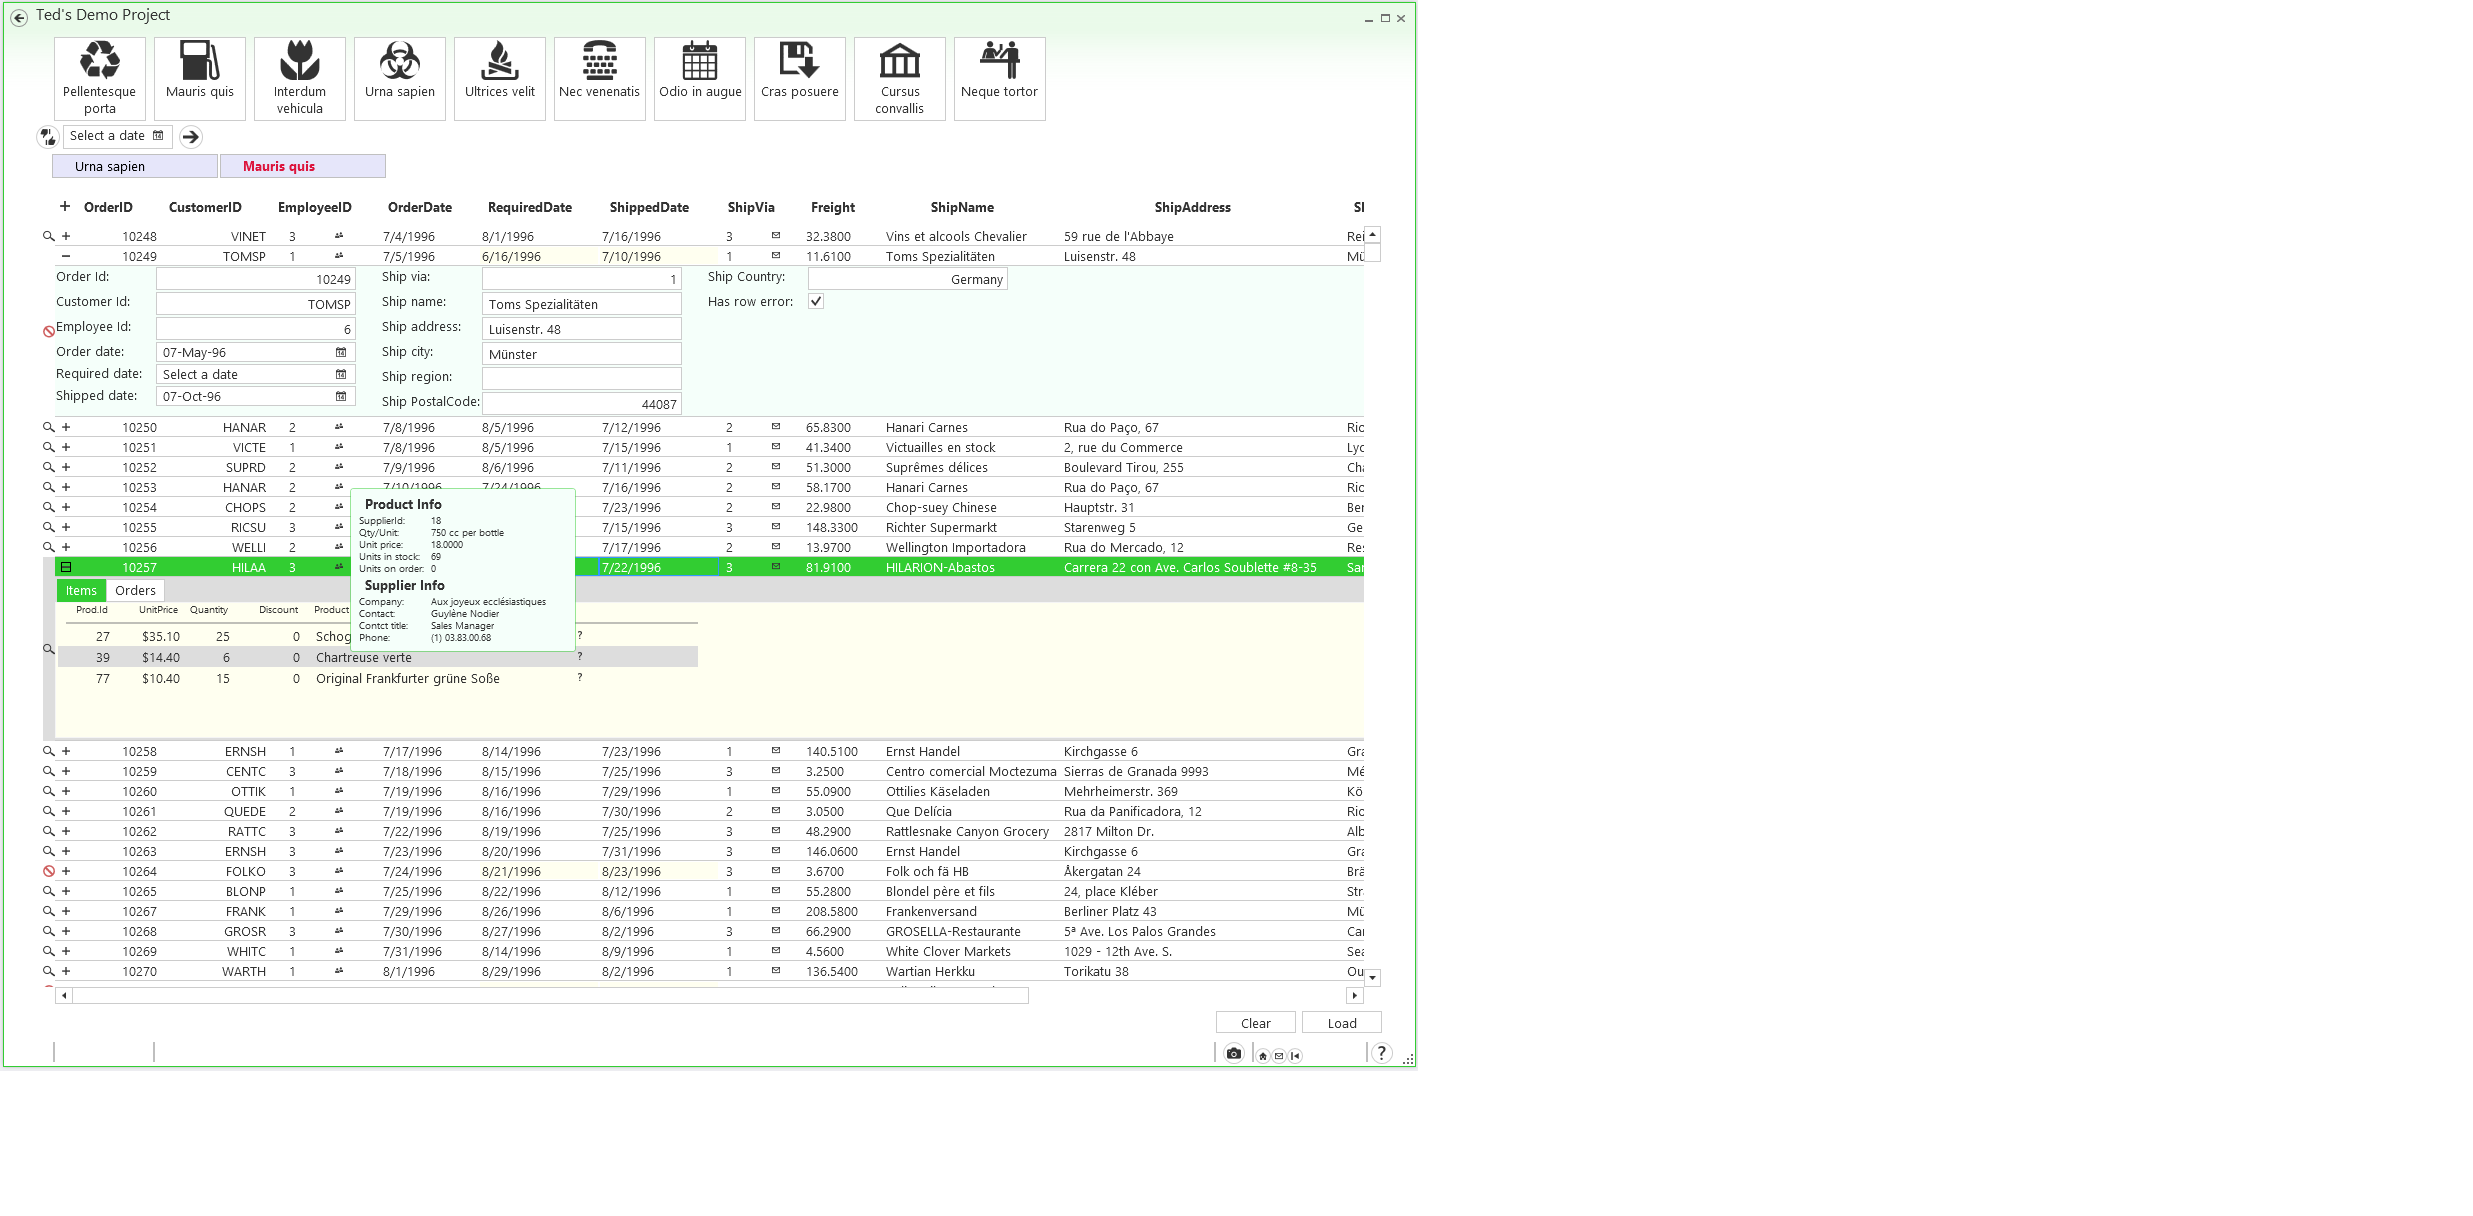 Ted's Demo Project
Pellentesque porta
Mauris quis
Interdum vehicula
Urna sapien
Ultrices velit
Nec venenatis
Odio in augue
Cras posuere
Cursus convallis
Neque tortor
Select a date
Urna sapien Mauris quis
+ OrderID CustomerID EmployeeID OrderDate RequiredDate ShippedDate ShipVia Freight ShipName ShipAddress
+ 10248 VINET 3 7/4/1996 8/1/1996 7/16/1996 3 32.3800 Vins et alcools Chevalier 59 rue de l'Abbaye Rei
− 10249 TOMSP 1 7/5/1996 6/16/1996 7/10/1996 1 11.6100 Toms Spezialitäten Luisenstr. 48 Mü
Order Id: 10249 Ship via: 1 Ship Country: Germany
Customer Id: TOMSP Ship name: Toms Spezialitäten Has row error:
Employee Id: 6 Ship address: Luisenstr. 48
Order date: 07-May-96 Ship city: Münster
Required date: Select a date Ship region:
Shipped date: 07-Oct-96 Ship PostalCode: 44087
+ 10250 HANAR 2 7/8/1996 8/5/1996 7/12/1996 2 65.8300 Hanari Carnes Rua do Paço, 67 Rio
+ 10251 VICTE 1 7/8/1996 8/5/1996 7/15/1996 1 41.3400 Victuailles en stock 2, rue du Commerce Lyo
+ 10252 SUPRD 2 7/9/1996 8/6/1996 7/11/1996 2 51.3000 Suprêmes délices Boulevard Tirou, 255 Cha
+ 10253 HANAR 2 7/10/1996 7/24/1996 7/16/1996 2 58.1700 Hanari Carnes Rua do Paço, 67 Rio
+ 10254 CHOPS 2 7/23/1996 2 22.9800 Chop-suey Chinese Hauptstr. 31 Ber
+ 10255 RICSU 3 7/15/1996 3 148.3300 Richter Supermarkt Starenweg 5 Ge
+ 10256 WELLI 2 7/17/1996 2 13.9700 Wellington Importadora Rua do Mercado, 12 Res
10257 HILAA 3 7/22/1996 3 81.9100 HILARION-Abastos Carrera 22 con Ave. Carlos Soublette #8-35 Sar
Product Info
SupplierId: 18
Qty/Unit: 750 cc per bottle
Unit price: 18.0000
Units in stock: 69
Units on order: 0
Supplier Info
Company: Aux joyeux ecclésiastiques
Contact: Guylène Nodier
Contct title: Sales Manager
Phone: (1) 03.83.00.68
Items Orders
Prod.Id UnitPrice Quantity Discount Product
27 $35.10 25 0 Schog ?
39 $14.40 6 0 Chartreuse verte ?
77 $10.40 15 0 Original Frankfurter grüne Soße ?
+ 10258 ERNSH 1 7/17/1996 8/14/1996 7/23/1996 1 140.5100 Ernst Handel Kirchgasse 6 Gra
+ 10259 CENTC 3 7/18/1996 8/15/1996 7/25/1996 3 3.2500 Centro comercial Moctezuma Sierras de Granada 9993 Mé
+ 10260 OTTIK 1 7/19/1996 8/16/1996 7/29/1996 1 55.0900 Ottilies Käseladen Mehrheimerstr. 369 Kö
+ 10261 QUEDE 2 7/19/1996 8/16/1996 7/30/1996 2 3.0500 Que Delícia Rua da Panificadora, 12 Rio
+ 10262 RATTC 3 7/22/1996 8/19/1996 7/25/1996 3 48.2900 Rattlesnake Canyon Grocery 2817 Milton Dr. Alb
+ 10263 ERNSH 3 7/23/1996 8/20/1996 7/31/1996 3 146.0600 Ernst Handel Kirchgasse 6 Gra
+ 10264 FOLKO 3 7/24/1996 8/21/1996 8/23/1996 3 3.6700 Folk och fä HB Åkergatan 24 Brä
+ 10265 BLONP 1 7/25/1996 8/22/1996 8/12/1996 1 55.2800 Blondel père et fils 24, place Kléber Str
+ 10267 FRANK 1 7/29/1996 8/26/1996 8/6/1996 1 208.5800 Frankenversand Berliner Platz 43 Mü
+ 10268 GROSR 3 7/30/1996 8/27/1996 8/2/1996 3 66.2900 GROSELLA-Restaurante 5ª Ave. Los Palos Grandes Car
+ 10269 WHITC 1 7/31/1996 8/14/1996 8/9/1996 1 4.5600 White Clover Markets 1029 - 12th Ave. S. Sea
+ 10270 WARTH 1 8/1/1996 8/29/1996 8/2/1996 1 136.5400 Wartian Herkku Torikatu 38 Ou
Clear Load
?